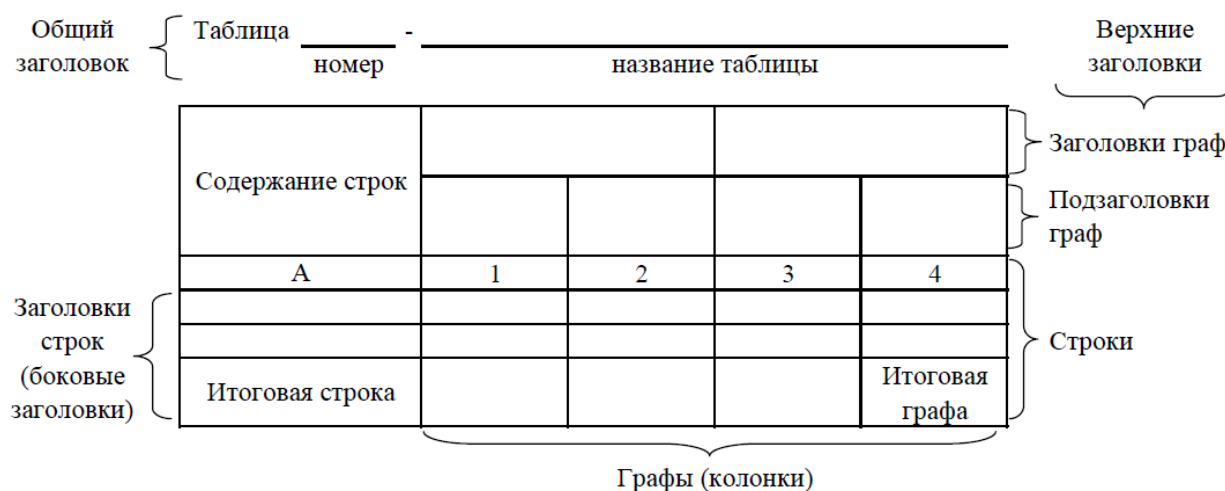 Общий
заголовок
Таблица -
номер
название таблицы
Верхние
заголовки
Содержание строк
Заголовки граф
Подзаголовки
граф
А 1 2 3 4
Заголовки
строк
(боковые
заголовки)
Строки
Итоговая строка
Итоговая
графа
Графы (колонки)